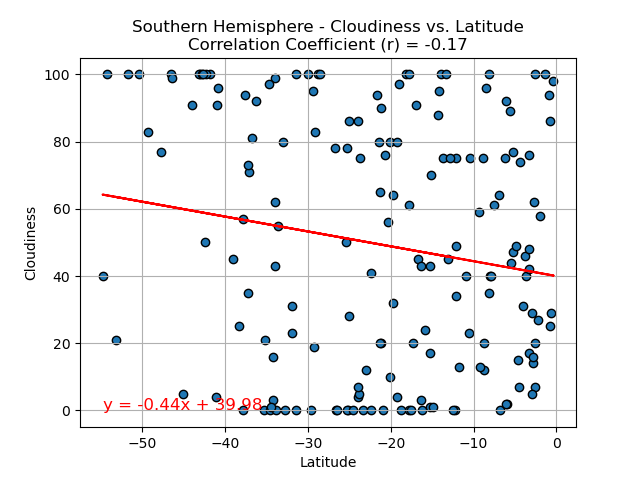 Southern Hemisphere - Cloudiness vs. Latitude
Correlation Coefficient (r) = -0.17
100
80
60
40
20
0
Cloudiness
y = -0.44x + 39.98
−50
−40
−30
−20
−10
0
Latitude